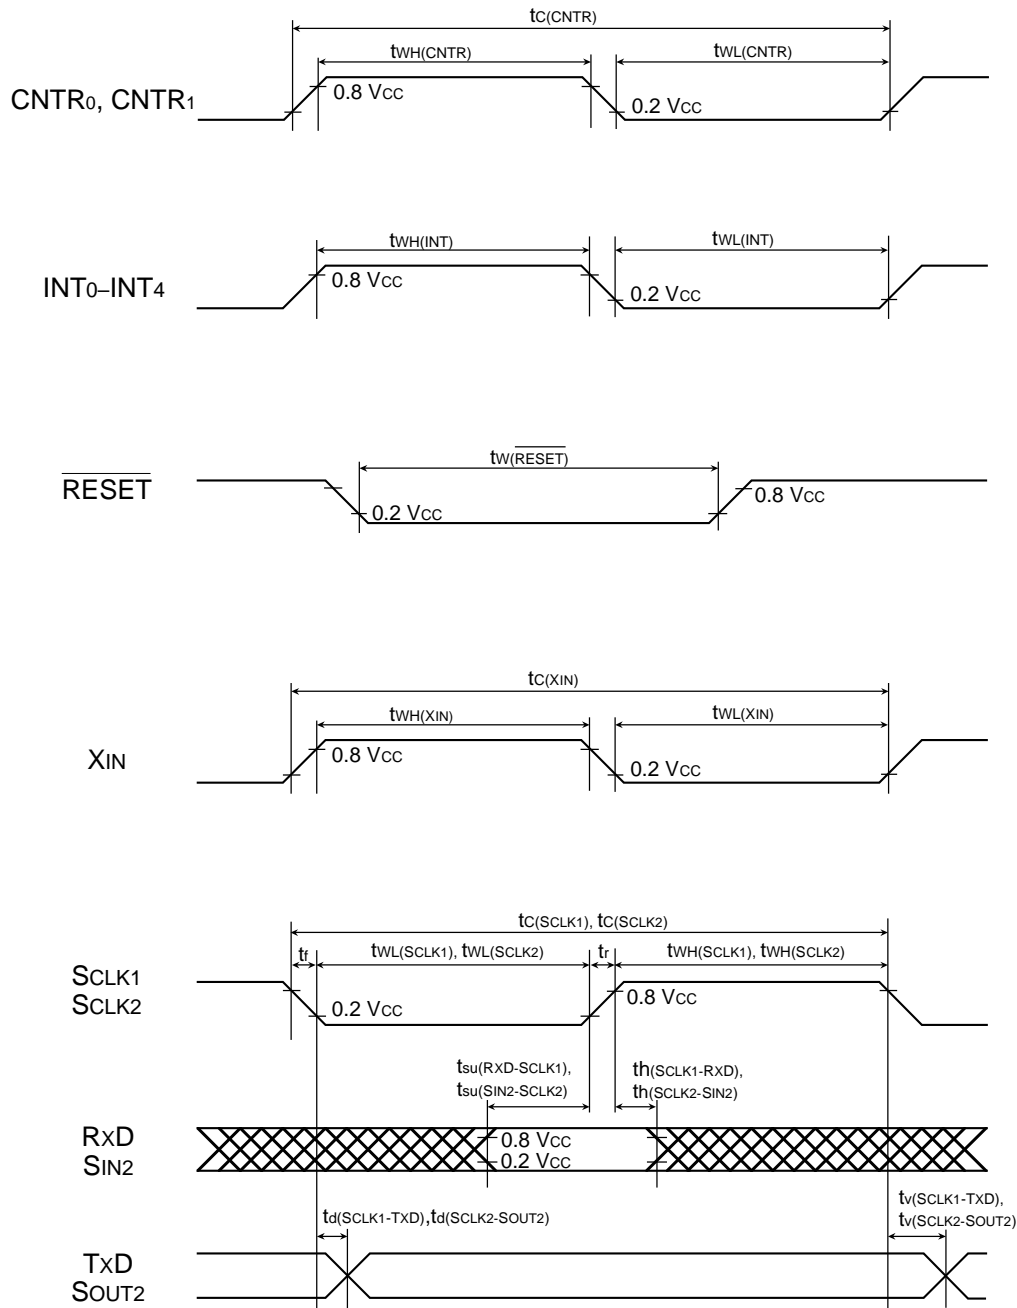 tC(CNTR)
tWH(CNTR)
tWL(CNTR)
CNTR0, CNTR1
0.8 VCC
0.2 VCC
tWH(INT)
tWL(INT)
INT0–INT4
0.8 VCC
0.2 VCC
tW(RESET)
RESET
0.2 VCC
0.8 VCC
tC(XIN)
tWH(XIN)
tWL(XIN)
XIN
0.8 VCC
0.2 VCC
tC(SCLK1), tC(SCLK2)
tf
tWL(SCLK1), tWL(SCLK2)
tr
tWH(SCLK1), tWH(SCLK2)
SCLK1
SCLK2
0.2 VCC
0.8 VCC
tsu(RXD-SCLK1),
tsu(SIN2-SCLK2)
th(SCLK1-RXD),
th(SCLK2-SIN2)
RXD
SIN2
0.8 VCC
0.2 VCC
td(SCLK1-TXD),td(SCLK2-SOUT2)
tv(SCLK1-TXD),
tv(SCLK2-SOUT2)
TXD
SOUT2